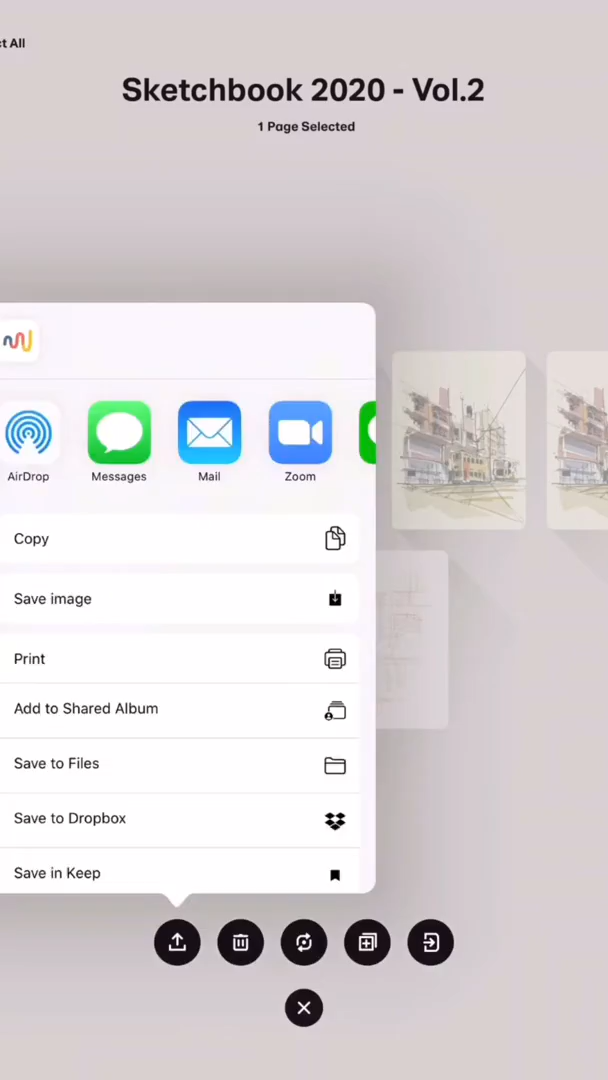 ct All
Sketchbook 2020 - Vol.2
1 Page Selected
AirDrop
Messages
Mail
Zoom
Copy
Save image
Print
Add to Shared Album
Save to Files
Save to Dropbox
Save in Keep